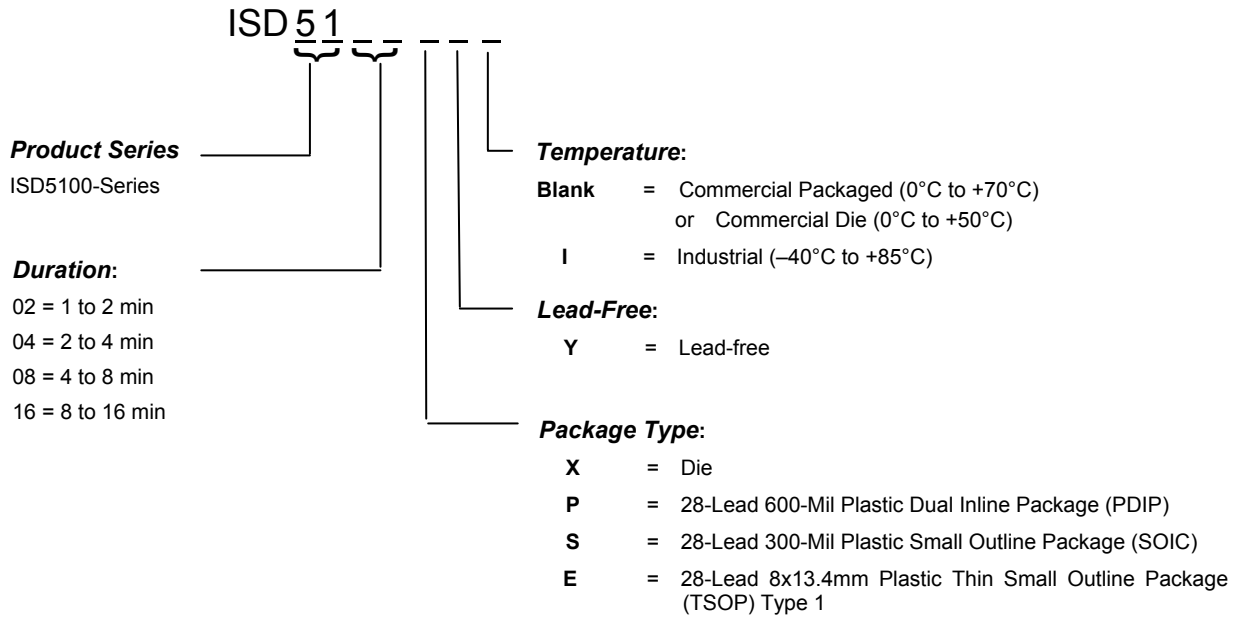 ISD 5 1 _ _ _ _ _
Product Series
ISD5100-Series
Duration:
02 = 1 to 2 min
04 = 2 to 4 min
08 = 4 to 8 min
16 = 8 to 16 min
Temperature:
Blank = Commercial Packaged (0°C to +70°C)
or Commercial Die (0°C to +50°C)
I = Industrial (–40°C to +85°C)
Lead-Free:
Y = Lead-free
Package Type:
X = Die
P = 28-Lead 600-Mil Plastic Dual Inline Package (PDIP)
S = 28-Lead 300-Mil Plastic Small Outline Package (SOIC)
E = 28-Lead 8x13.4mm Plastic Thin Small Outline Package
(TSOP) Type 1